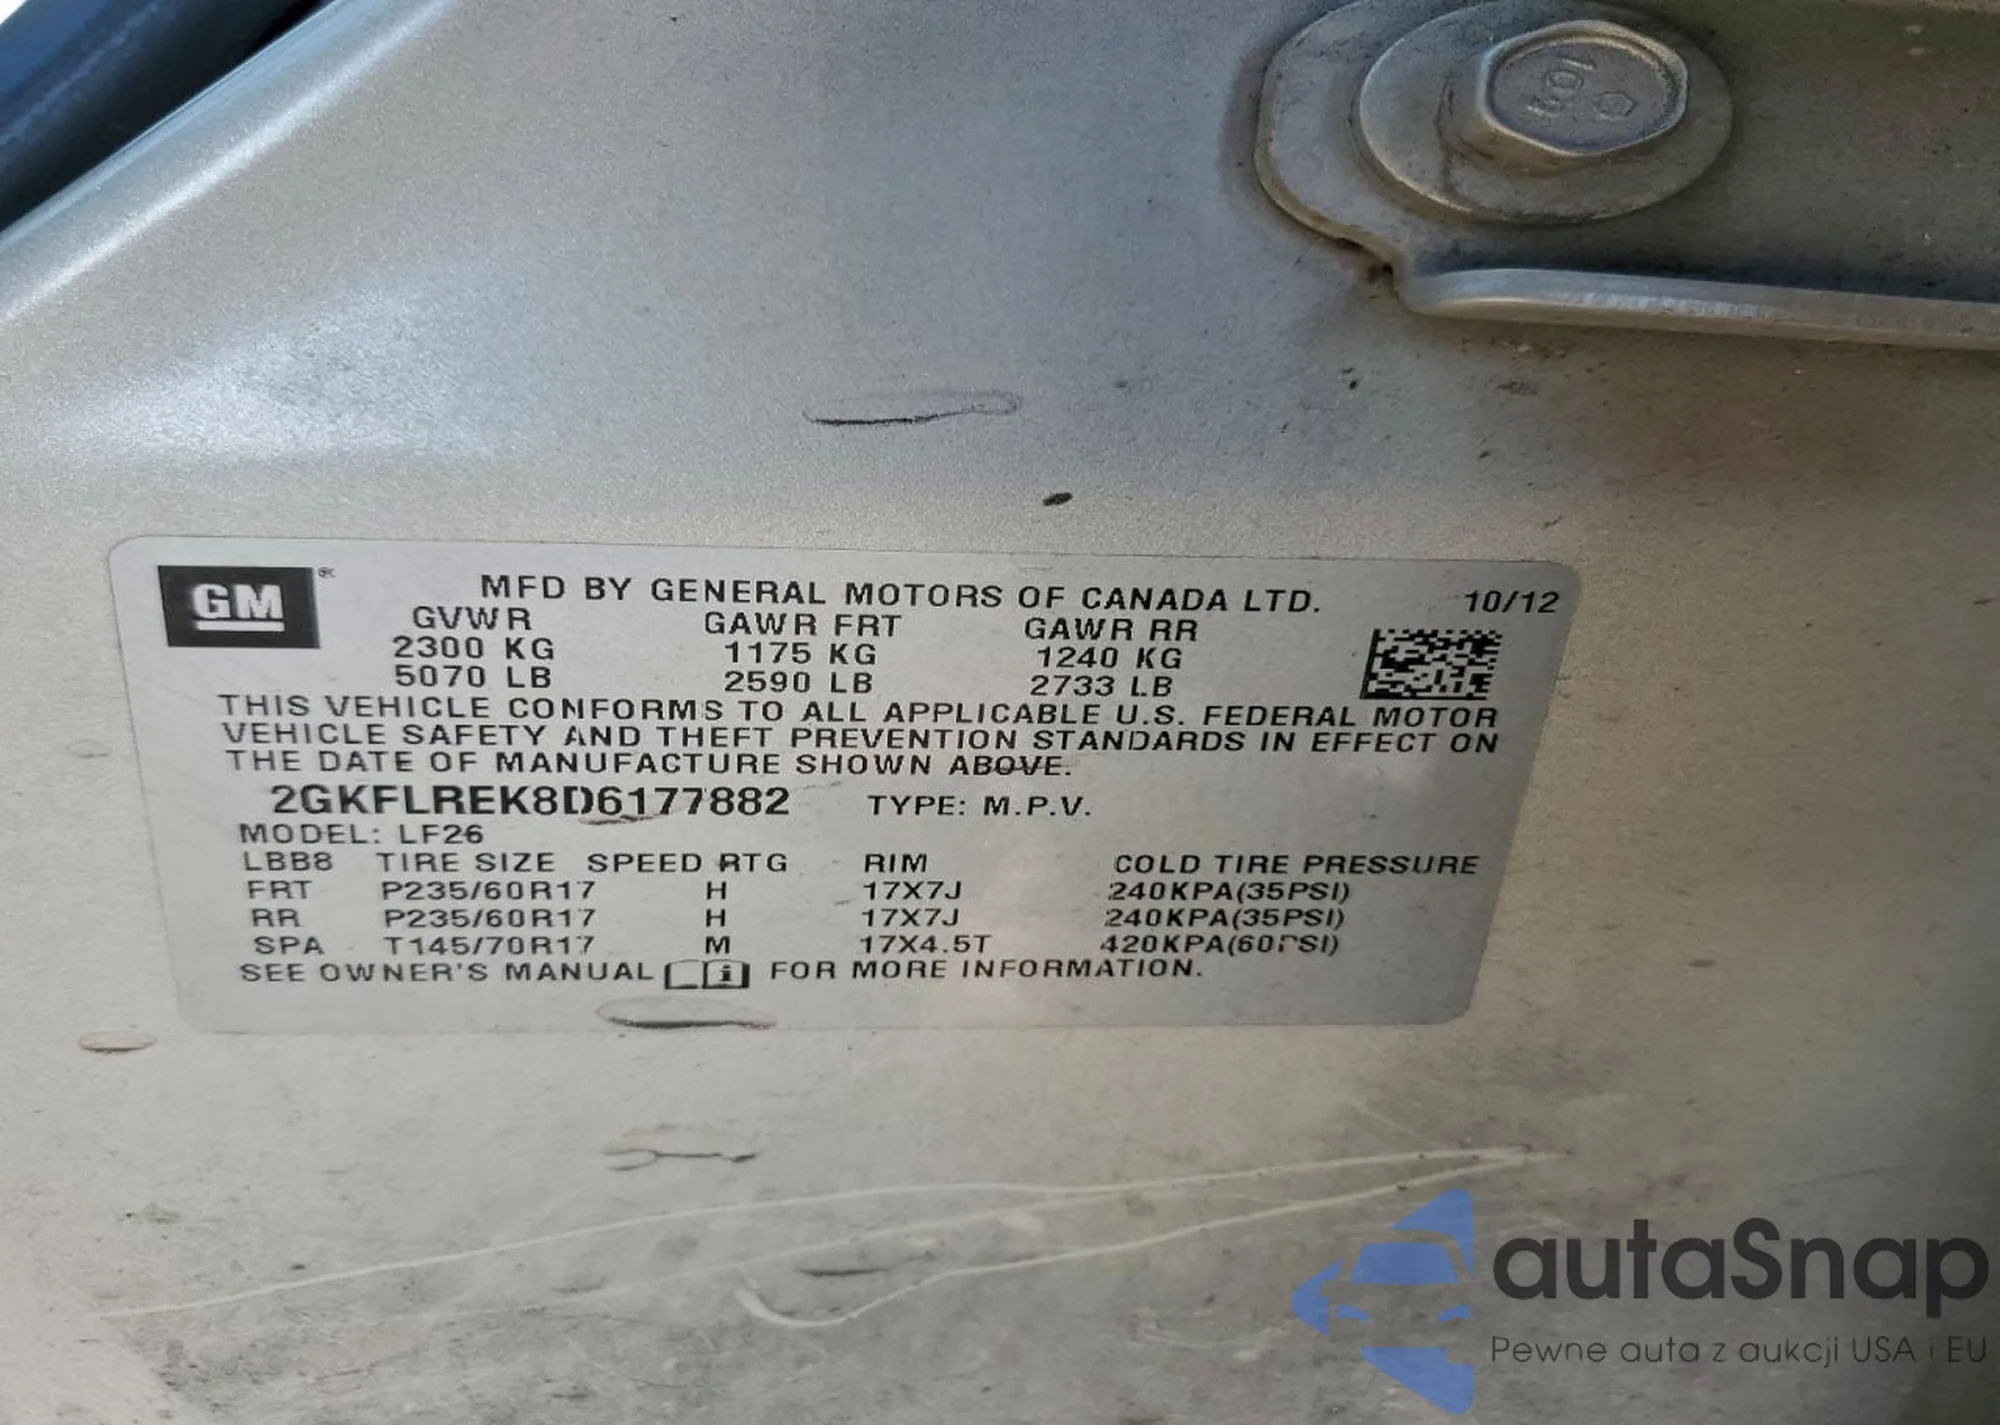 109
GM ®
MFD BY GENERAL MOTORS OF CANADA LTD. 10/12
GVWR GAWR FRT GAWR RR
2300 KG 1175 KG 1240 KG
5070 LB 2590 LB 2733 LB
THIS VEHICLE CONFORMS TO ALL APPLICABLE U.S. FEDERAL MOTOR
VEHICLE SAFETY AND THEFT PREVENTION STANDARDS IN EFFECT ON
THE DATE OF MANUFACTURE SHOWN ABOVE.
2GKFLREK8D6177882 TYPE: M.P.V.
MODEL: LF26
LBB8 TIRE SIZE SPEED RTG RIM COLD TIRE PRESSURE
FRT P235/60R17 H 17X7J 240KPA(35PSI)
RR P235/60R17 H 17X7J 240KPA(35PSI)
SPA T145/70R17 M 17X4.5T 420KPA(60PSI)
SEE OWNER'S MANUAL i FOR MORE INFORMATION.
autaSnap
Pewne auta z aukcji USA i EU